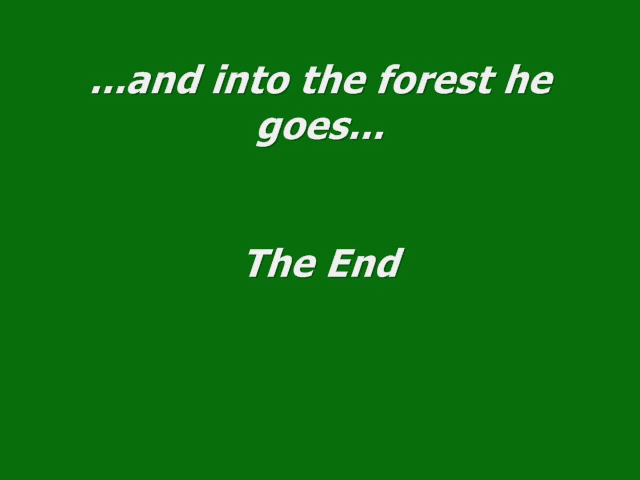 ...and into the forest he
goes...
The End